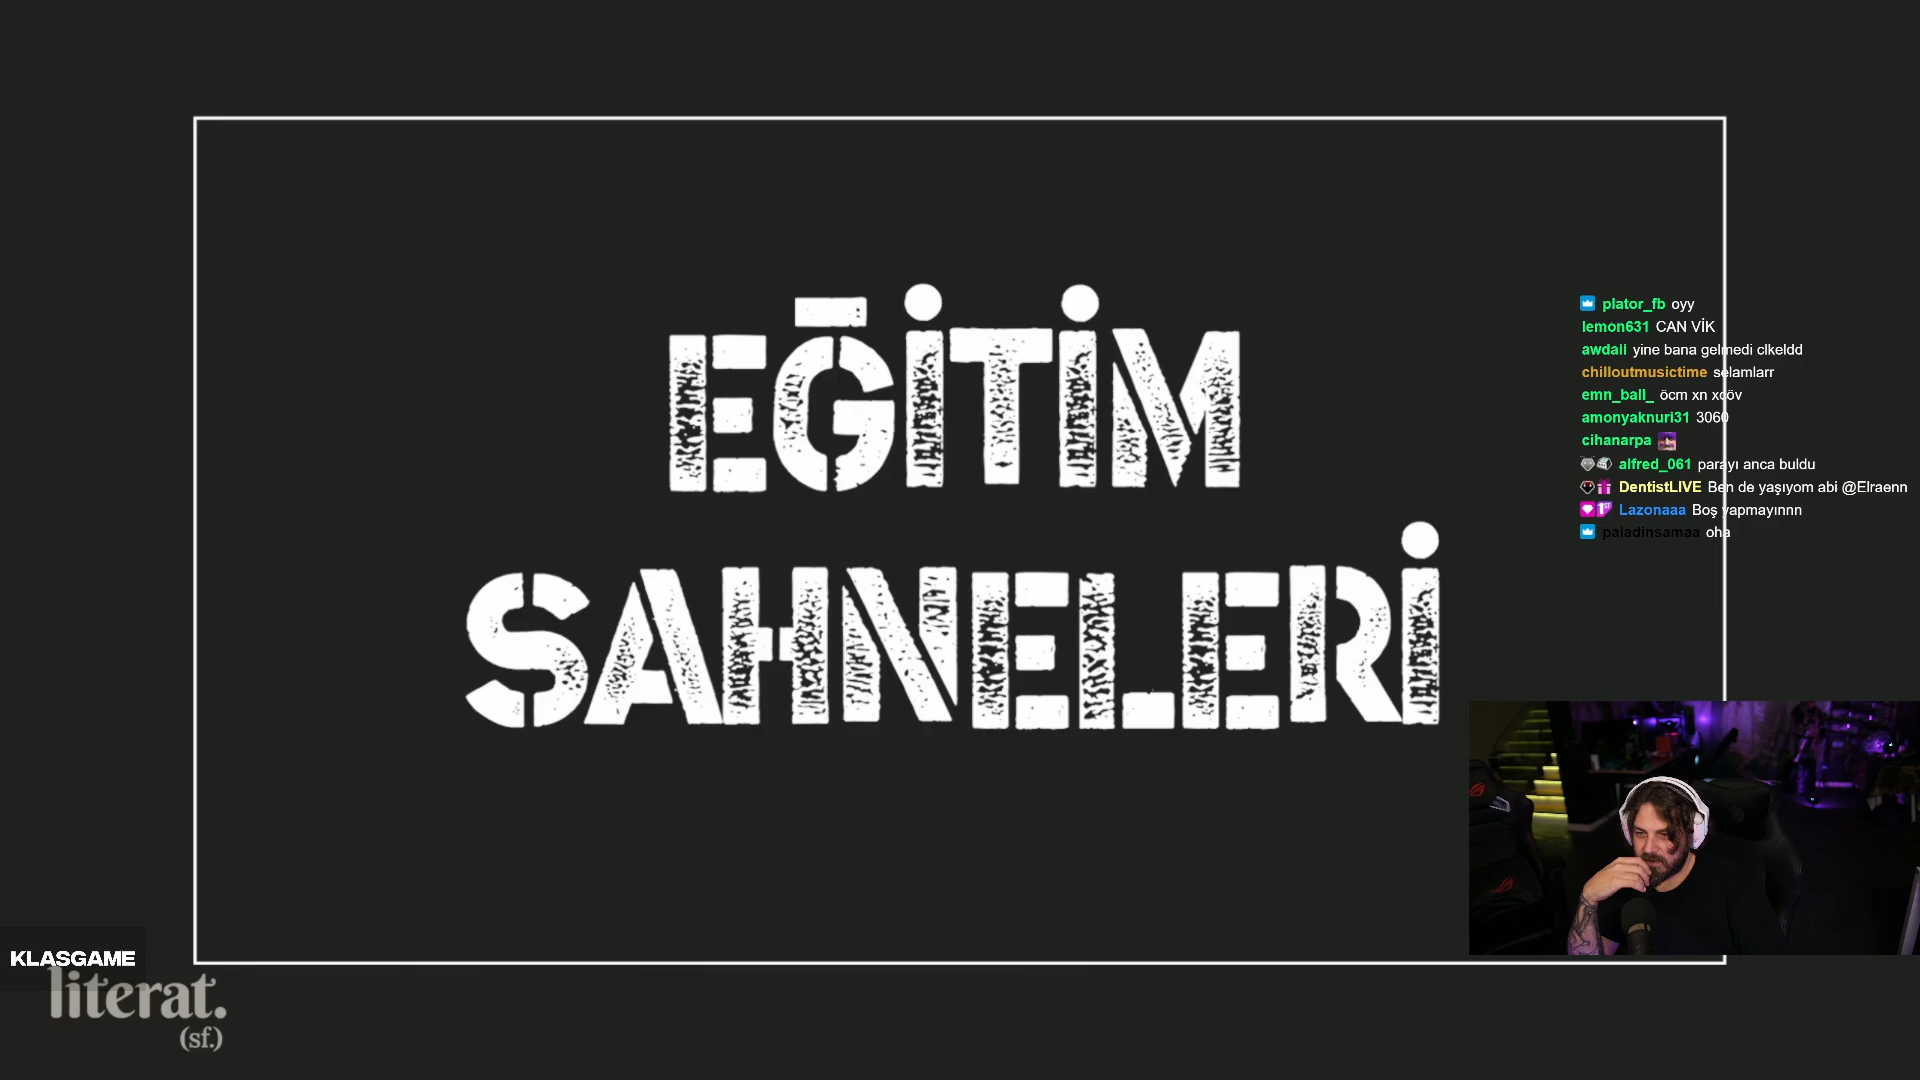 EĞİTİM
SAHNELERİ
plator_fb oyy
lemon631 CAN VİK
awdaii yine bana gelmedi clkeldd
chilloutmusictime selamlarr
emn_ball_ öcm xn xcöv
amonyaknuri31 3060
cihanarpa
alfred_061 parayı anca buldu
DentistLIVE Ben de yaşıyom abi @Elraenn
Lazonaaa Boş yapmayınnn
paladinsamaa oha
KLASGAME
literat.
(sf.)